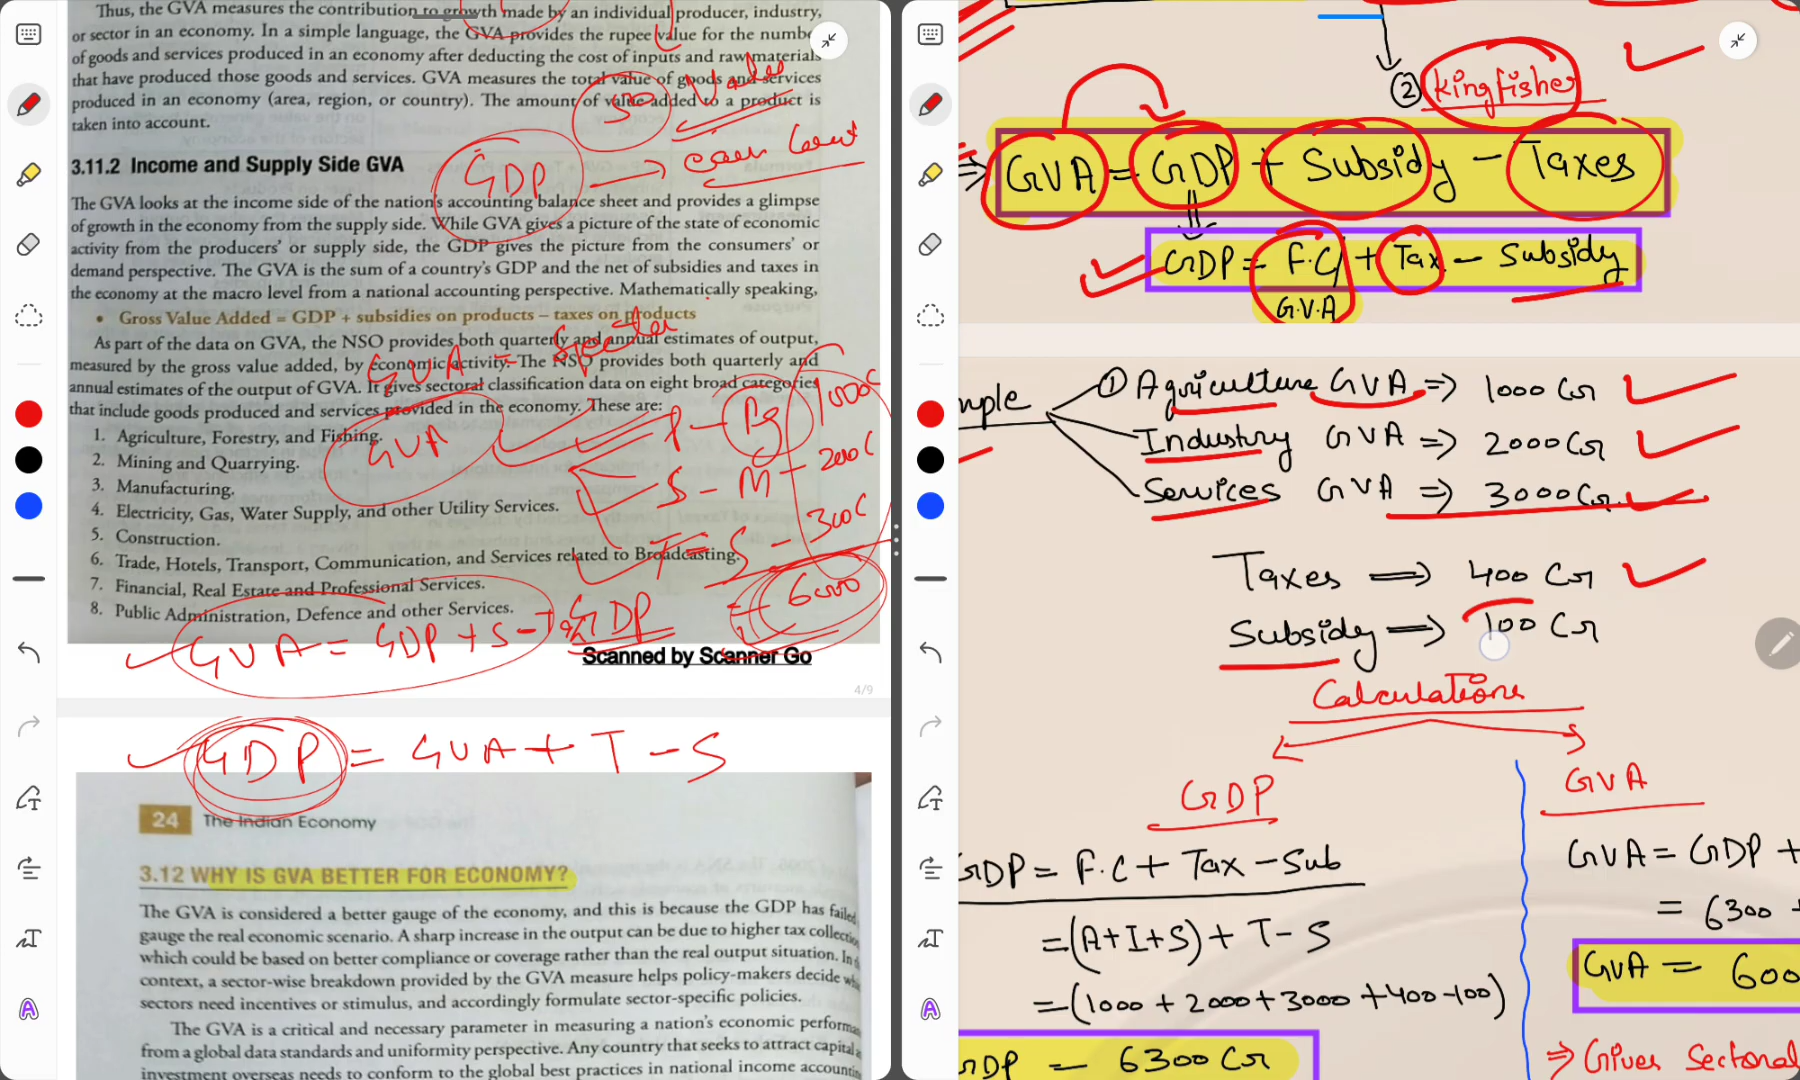 Thus, the GVA measures the contribution to growth made by an individual producer, industry,
or sector in an economy. In a simple language, the GVA provides the rupee value for the numbe
of goods and services produced in an economy after deducting the cost of inputs and raw materials
that have produced those goods and services. GVA measures the total value of goods and services
produced in an economy (area, region, or country). The amount of value added to a product is
taken into account.
50 Value
GDP
3.11.2 Income and Supply Side GVA
The GVA looks at the income side of the nation's accounting balance sheet and provides a glimpse
of growth in the economy from the supply side. While GVA gives a picture of the state of economic
activity from the producers' or supply side, the GDP gives the picture from the consumers' or
demand perspective. The GVA is the sum of a country's GDP and the net of subsidies and taxes in
the economy at the macro level from a national accounting perspective. Mathematically speaking,
• Gross Value Added = GDP + subsidies on products – taxes on products
As part of the data on GVA, the NSO provides both quarterly and annual estimates of output,
measured by the gross value added, by economic activity. The NSO provides both quarterly and
annual estimates of the output of GVA. It gives sectoral classification data on eight broad categories
that include goods produced and services provided in the economy. These are:
1. Agriculture, Forestry, and Fishing.
2. Mining and Quarrying.
3. Manufacturing.
4. Electricity, Gas, Water Supply, and other Utility Services.
5. Construction.
6. Trade, Hotels, Transport, Communication, and Services related to Broadcasting.
7. Financial, Real Estate and Professional Services.
8. Public Administration, Defence and other Services.
GVA =
GVA
P – Ag 1000C
S – M – 200C
T = S – 300C
= 6000
GVA = GDP + S – T
GDP
Scanned by Scanner Go
4/9
GDP = GVA + T – S
24 The Indian Economy
3.12 WHY IS GVA BETTER FOR ECONOMY?
The GVA is considered a better gauge of the economy, and this is because the GDP has failed
gauge the real economic scenario. A sharp increase in the output can be due to higher tax collectio
which could be based on better compliance or coverage rather than the real output situation. In
context, a sector-wise breakdown provided by the GVA measure helps policy-makers decide wh
sectors need incentives or stimulus, and accordingly formulate sector-specific policies.
The GVA is a critical and necessary parameter in measuring a nation's economic performa
from a global data standards and uniformity perspective. Any country that seeks to attract capital
investment overseas needs to conform to the global best practices in national income accountin
② kingfisher
⇒ GVA = GDP + Subsidy – Taxes
GDP = F.C + Tax – Subsidy
G.V.A
mple
① Agriculture GVA ⇒ 1000 Cr
Industry GVA ⇒ 2000 Cr
Services GVA ⇒ 3000 Cr.
Taxes ⟹ 400 Cr
Subsidy ⟹ 100 Cr
Calculations
GDP
GDP = F.C + Tax – Sub
= (A+I+S) + T – S
= (1000 + 2000 + 3000 + 400 - 100)
GDP = 6300 Cr
GVA
GVA = GDP +
= 6300 +
GVA = 600
⇒ Gives Sectoral